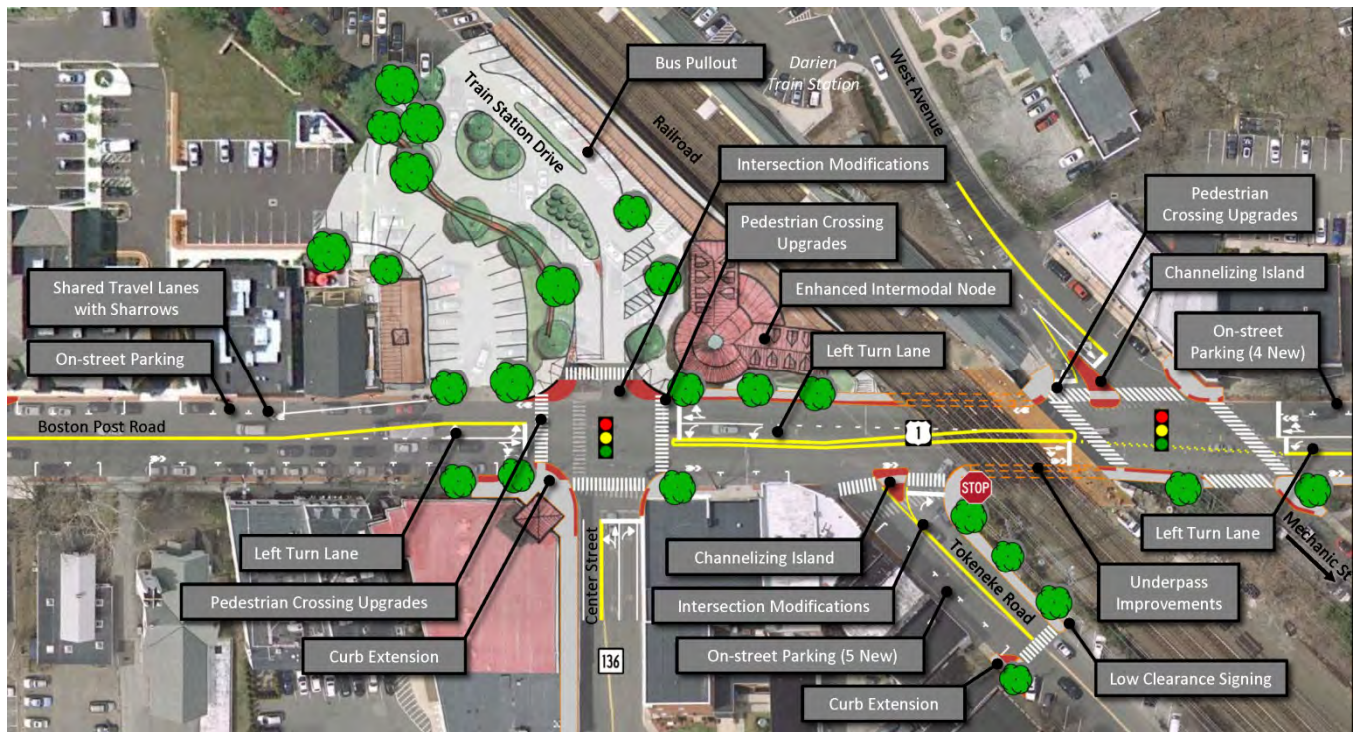 Bus Pullout
Darien
Train Station
West Avenue
Train Station Drive
Railroad
Intersection Modifications
Pedestrian
Crossing Upgrades
Pedestrian Crossing
Upgrades
Channelizing Island
Shared Travel Lanes
with Sharrows
Enhanced Intermodal Node
On-street
Parking (4 New)
On-street Parking
Left Turn Lane
Boston Post Road
1
STOP
Left Turn Lane
Channelizing Island
Left Turn Lane
Mechanic St
Center Street
Tokeneke Road
Pedestrian Crossing Upgrades
Intersection Modifications
Underpass
Improvements
Curb Extension
136
On-street Parking (5 New)
Low Clearance Signing
Curb Extension